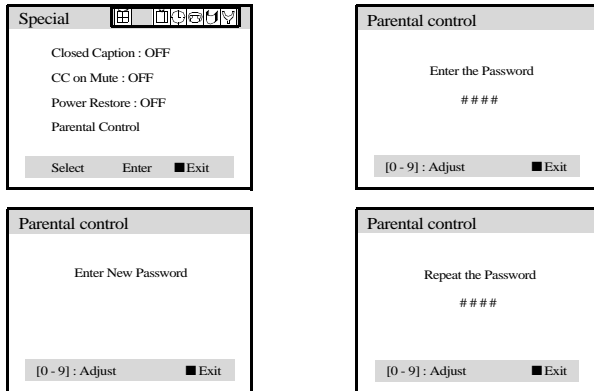 Special
Closed Caption : OFF
CC on Mute : OFF
Power Restore : OFF
Parental Control
Select Enter ■ Exit
Parental control
Enter the Password
####
[0 - 9] : Adjust ■ Exit
Parental control
Enter New Password
[0 - 9] : Adjust ■ Exit
Parental control
Repeat the Password
####
[0 - 9] : Adjust ■ Exit